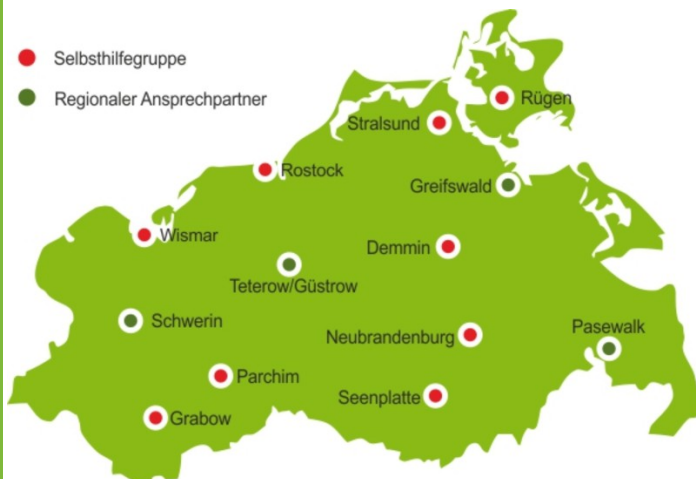 Selbsthilfegruppe
Regionaler Ansprechpartner
Rügen
Stralsund
Rostock
Greifswald
Wismar
Demmin
Teterow/Güstrow
Schwerin
Pasewalk
Neubrandenburg
Parchim
Seenplatte
Grabow